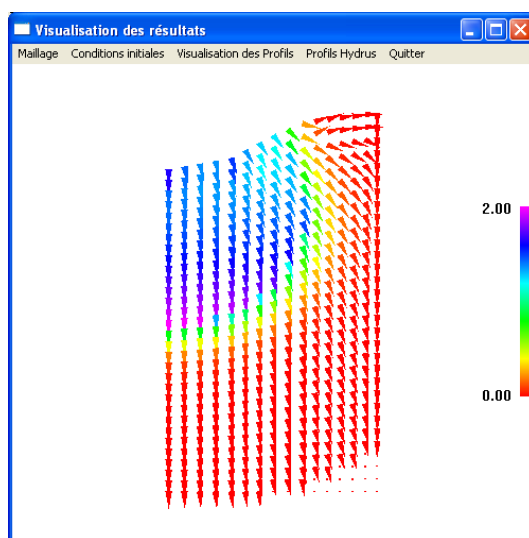 Visualisation des résultats
Maillage Conditions initiales Visualisation des Profils Profils Hydrus Quitter
2.00
0.00